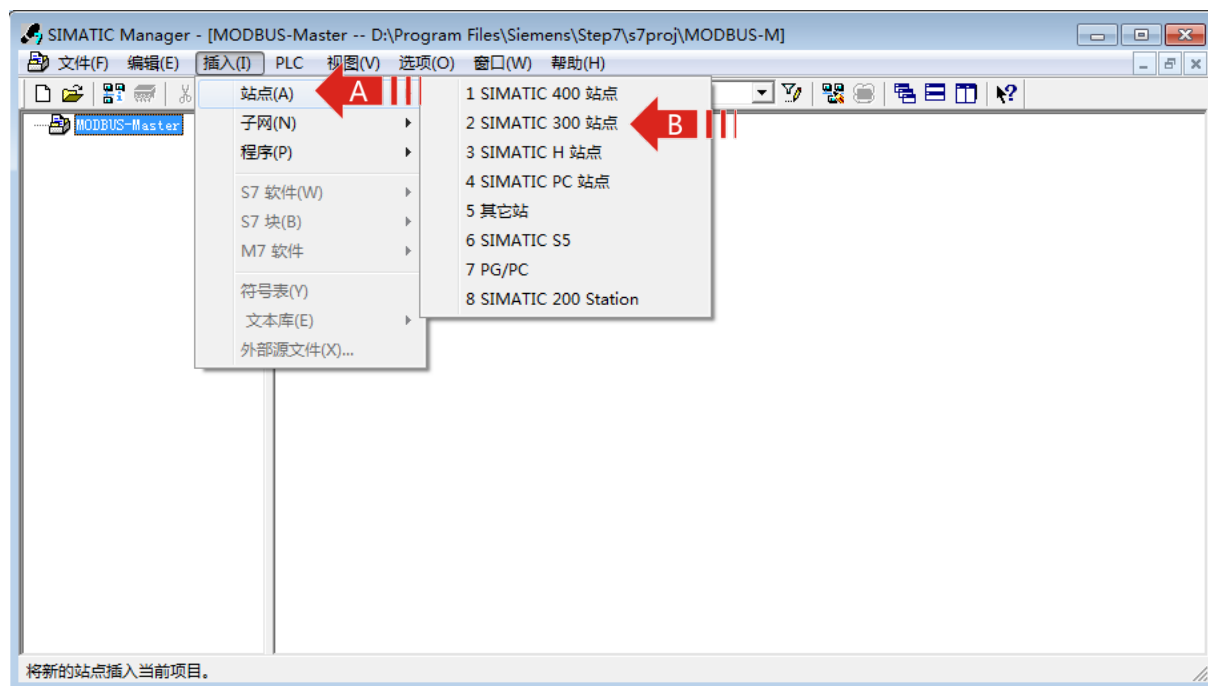 SIMATIC Manager - [MODBUS-Master -- D:\Program Files\Siemens\Step7\s7proj\MODBUS-M]
文件(F) 编辑(E) 插入(I) PLC 视图(V) 选项(O) 窗口(W) 帮助(H)
MODBUS-Master
站点(A)
子网(N)
程序(P)
S7 软件(W)
S7 块(B)
M7 软件
符号表(Y)
文本库(E)
外部源文件(X)...
A
1 SIMATIC 400 站点
2 SIMATIC 300 站点
3 SIMATIC H 站点
4 SIMATIC PC 站点
5 其它站
6 SIMATIC S5
7 PG/PC
8 SIMATIC 200 Station
B
将新的站点插入当前项目。